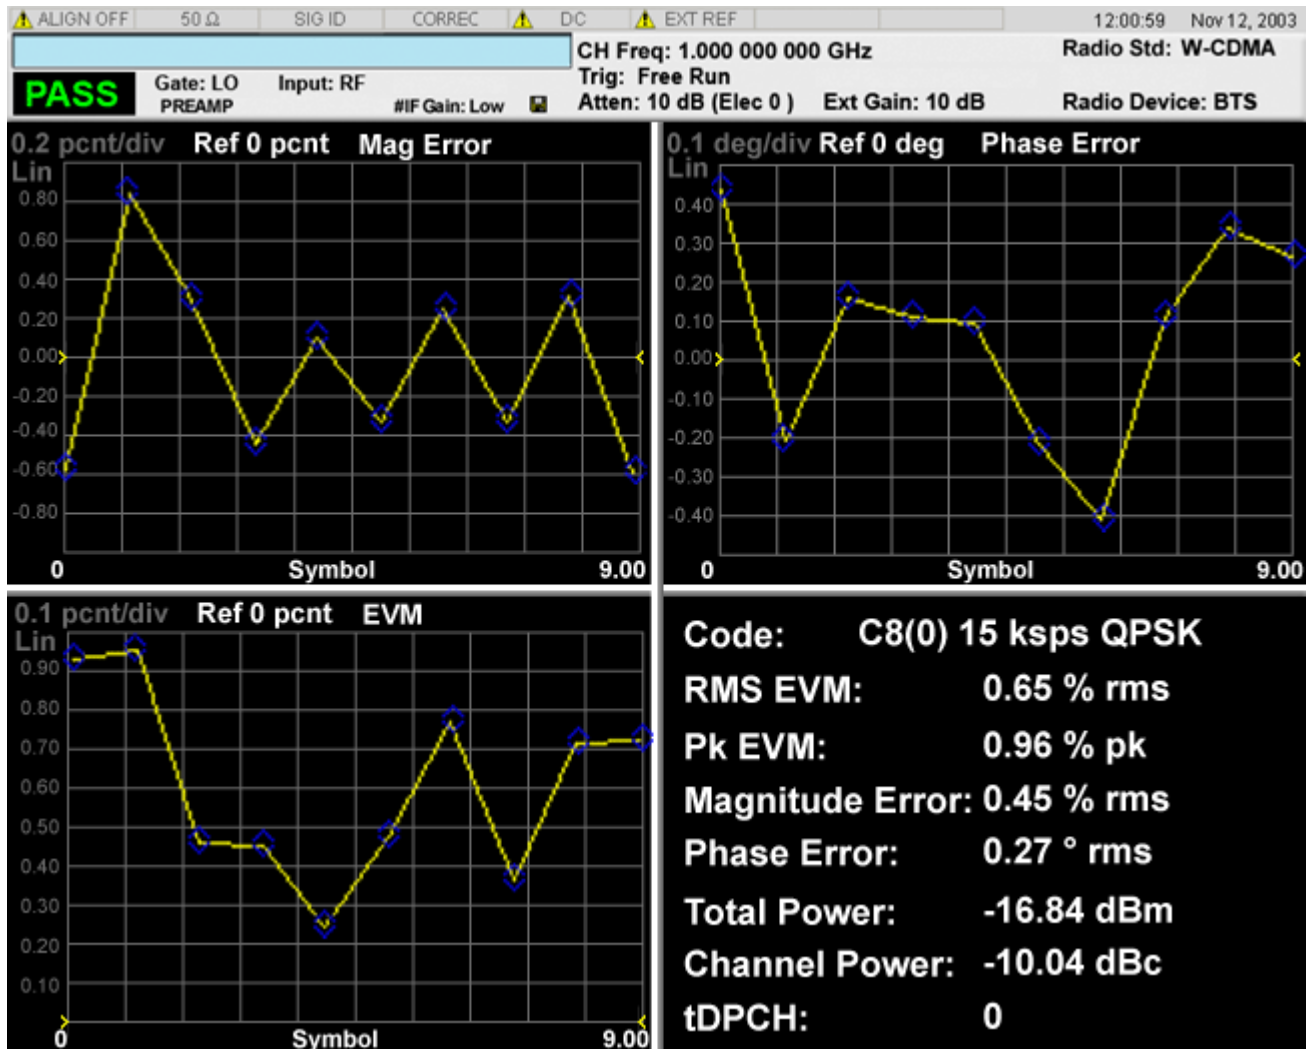 ALIGN OFF 50 Ω SIG ID CORREC DC EXT REF 12:00:59 Nov 12, 2003
CH Freq: 1.000 000 000 GHz Radio Std: W-CDMA
PASS Gate: LO Input: RF Trig: Free Run
PREAMP #IF Gain: Low Atten: 10 dB (Elec 0 ) Ext Gain: 10 dB Radio Device: BTS
0.2 pcnt/div Ref 0 pcnt Mag Error
Lin
0.80
0.60
0.40
0.20
0.00
-0.20
-0.40
-0.60
-0.80
0 Symbol 9.00
0.1 deg/div Ref 0 deg Phase Error
Lin
0.40
0.30
0.20
0.10
0.00
-0.10
-0.20
-0.30
-0.40
0 Symbol 9.00
0.1 pcnt/div Ref 0 pcnt EVM
Lin
0.90
0.80
0.70
0.60
0.50
0.40
0.30
0.20
0.10
0 Symbol 9.00
Code: C8(0) 15 ksps QPSK
RMS EVM: 0.65 % rms
Pk EVM: 0.96 % pk
Magnitude Error: 0.45 % rms
Phase Error: 0.27 ° rms
Total Power: -16.84 dBm
Channel Power: -10.04 dBc
tDPCH: 0